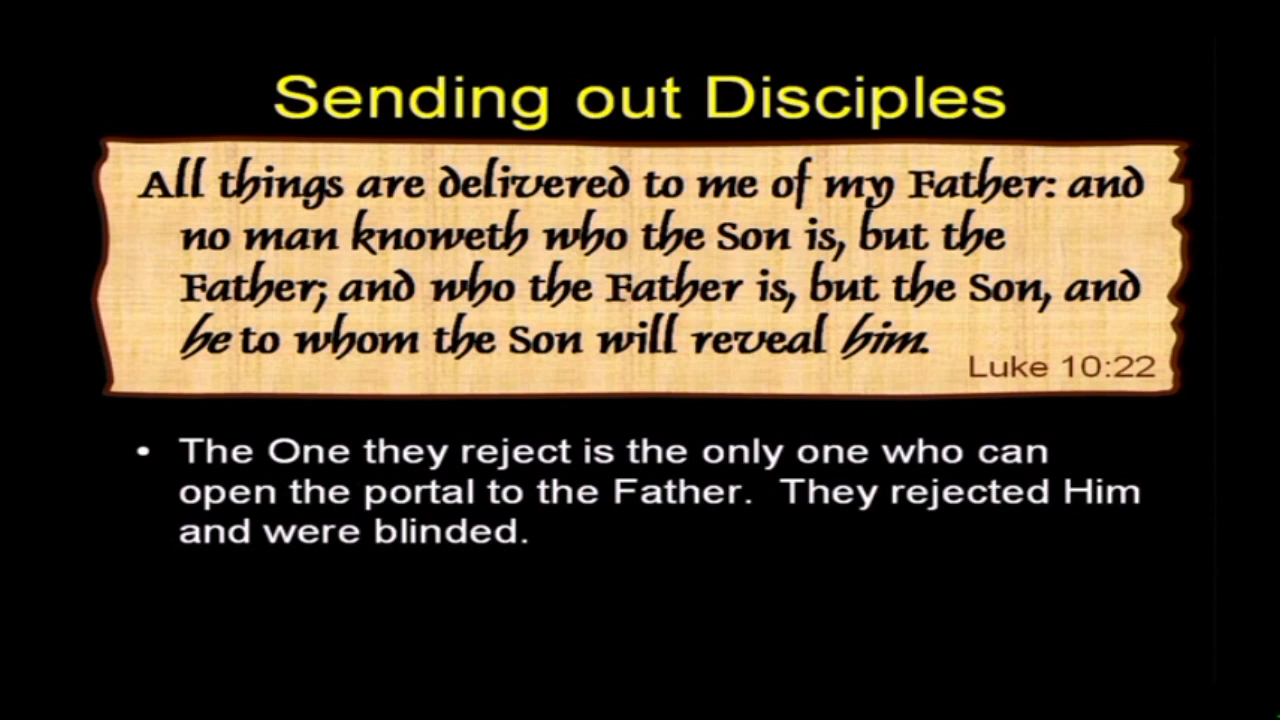 Sending out Disciples
All things are delivered to me of my Father: and
no man knoweth who the Son is, but the
Father; and who the Father is, but the Son, and
he to whom the Son will reveal him.
Luke 10:22
• The One they reject is the only one who can
open the portal to the Father.  They rejected Him
and were blinded.